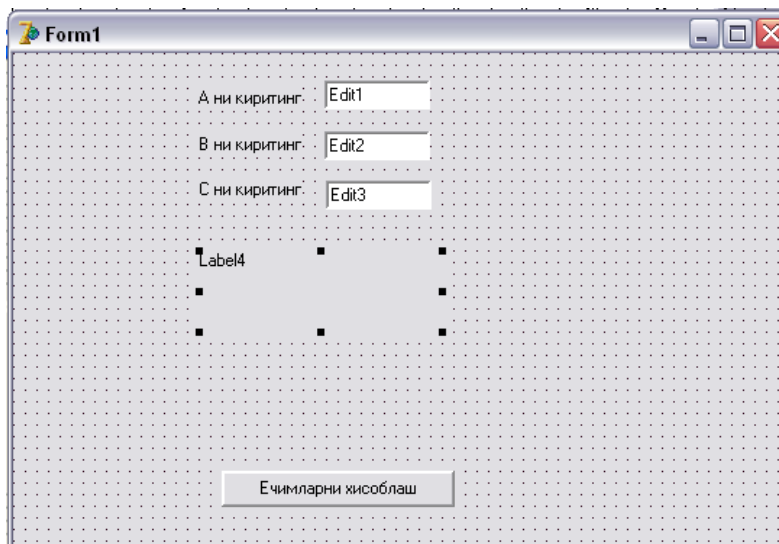 Form1
А ни киритинг Edit1
В ни киритинг Edit2
С ни киритинг Edit3
Label4
Ечимларни хисоблаш